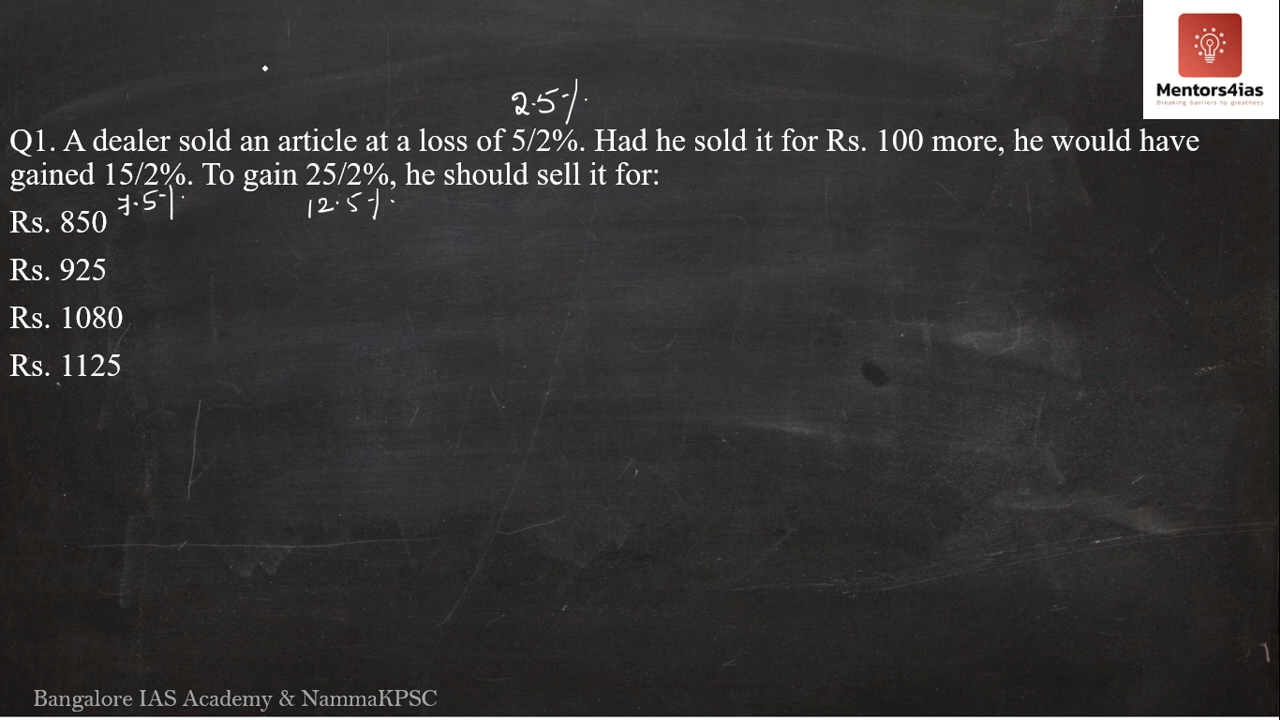 Mentors4ias
Breaking barriers to greatness
2.5%.
Q1. A dealer sold an article at a loss of 5/2%. Had he sold it for Rs. 100 more, he would have
gained 15/2%. To gain 25/2%, he should sell it for:
7.5%. 12.5%.
Rs. 850
Rs. 925
Rs. 1080
Rs. 1125
Bangalore IAS Academy & NammaKPSC